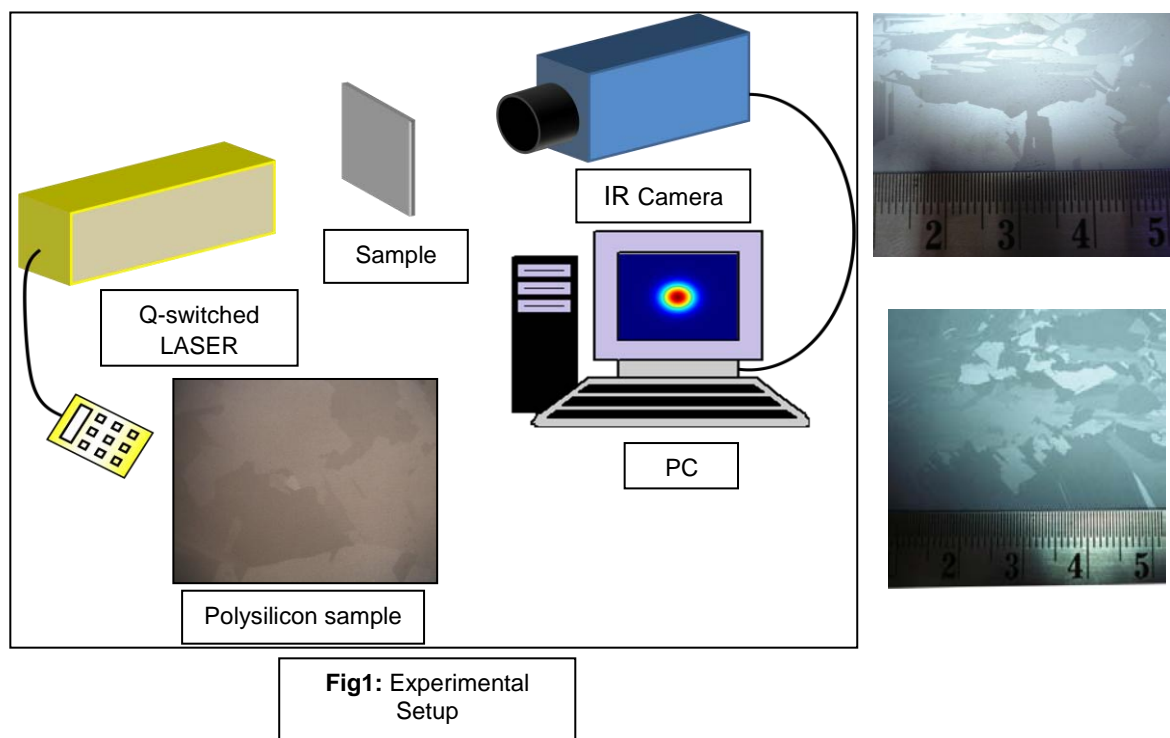 IR Camera
Sample
Q-switched
LASER
PC
Polysilicon sample
Fig1: Experimental
Setup
2 3 4 5
2 3 4 5